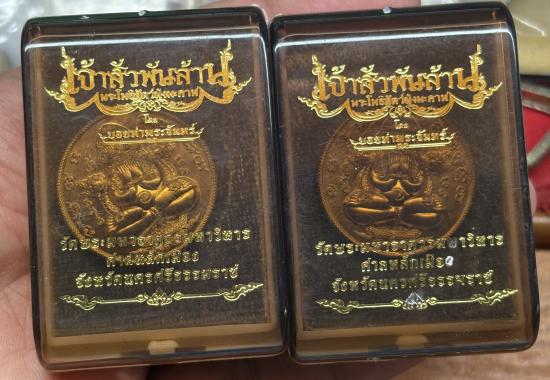 เจ้าสัวพันล้าน
โดย
บอยท่าพระจันทร์
วัดพระมหาธาตุวรมหาวิหาร
ศาลหลักเมือง
จังหวัดนครศรีธรรมราช
เจ้าสัวพันล้าน
โดย
บอยท่าพระจันทร์
วัดพระมหาธาตุวรมหาวิหาร
ศาลหลักเมือง
จังหวัดนครศรีธรรมราช